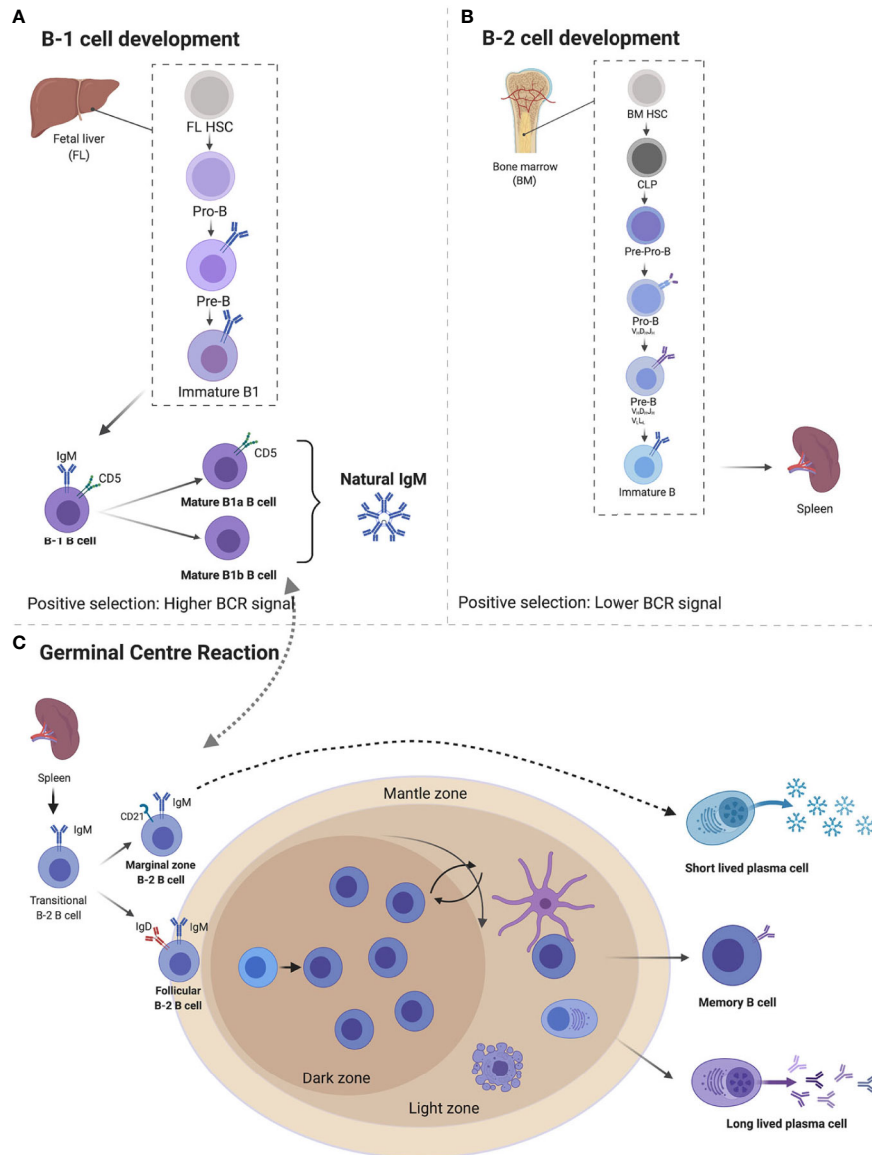 A
B-1 cell development
Fetal liver
(FL)
FL HSC
Pro-B
Pre-B
Immature B1
IgM
CD5
B-1 B cell
CD5
Mature B1a B cell
Mature B1b B cell
Natural IgM
Positive selection: Higher BCR signal
B
B-2 cell development
Bone marrow
(BM)
BM HSC
CLP
Pre-Pro-B
Pro-B
VHDHJH
Pre-B
VHDHJH
Immature B
Spleen
Positive selection: Lower BCR signal
C
Germinal Centre Reaction
Spleen
IgM
Transitional
B-2 B cell
CD21
IgM
Marginal zone
B-2 B cell
IgD
IgM
Follicular
B-2 B cell
Mantle zone
Dark zone
Light zone
Short lived plasma cell
Memory B cell
Long lived plasma cell